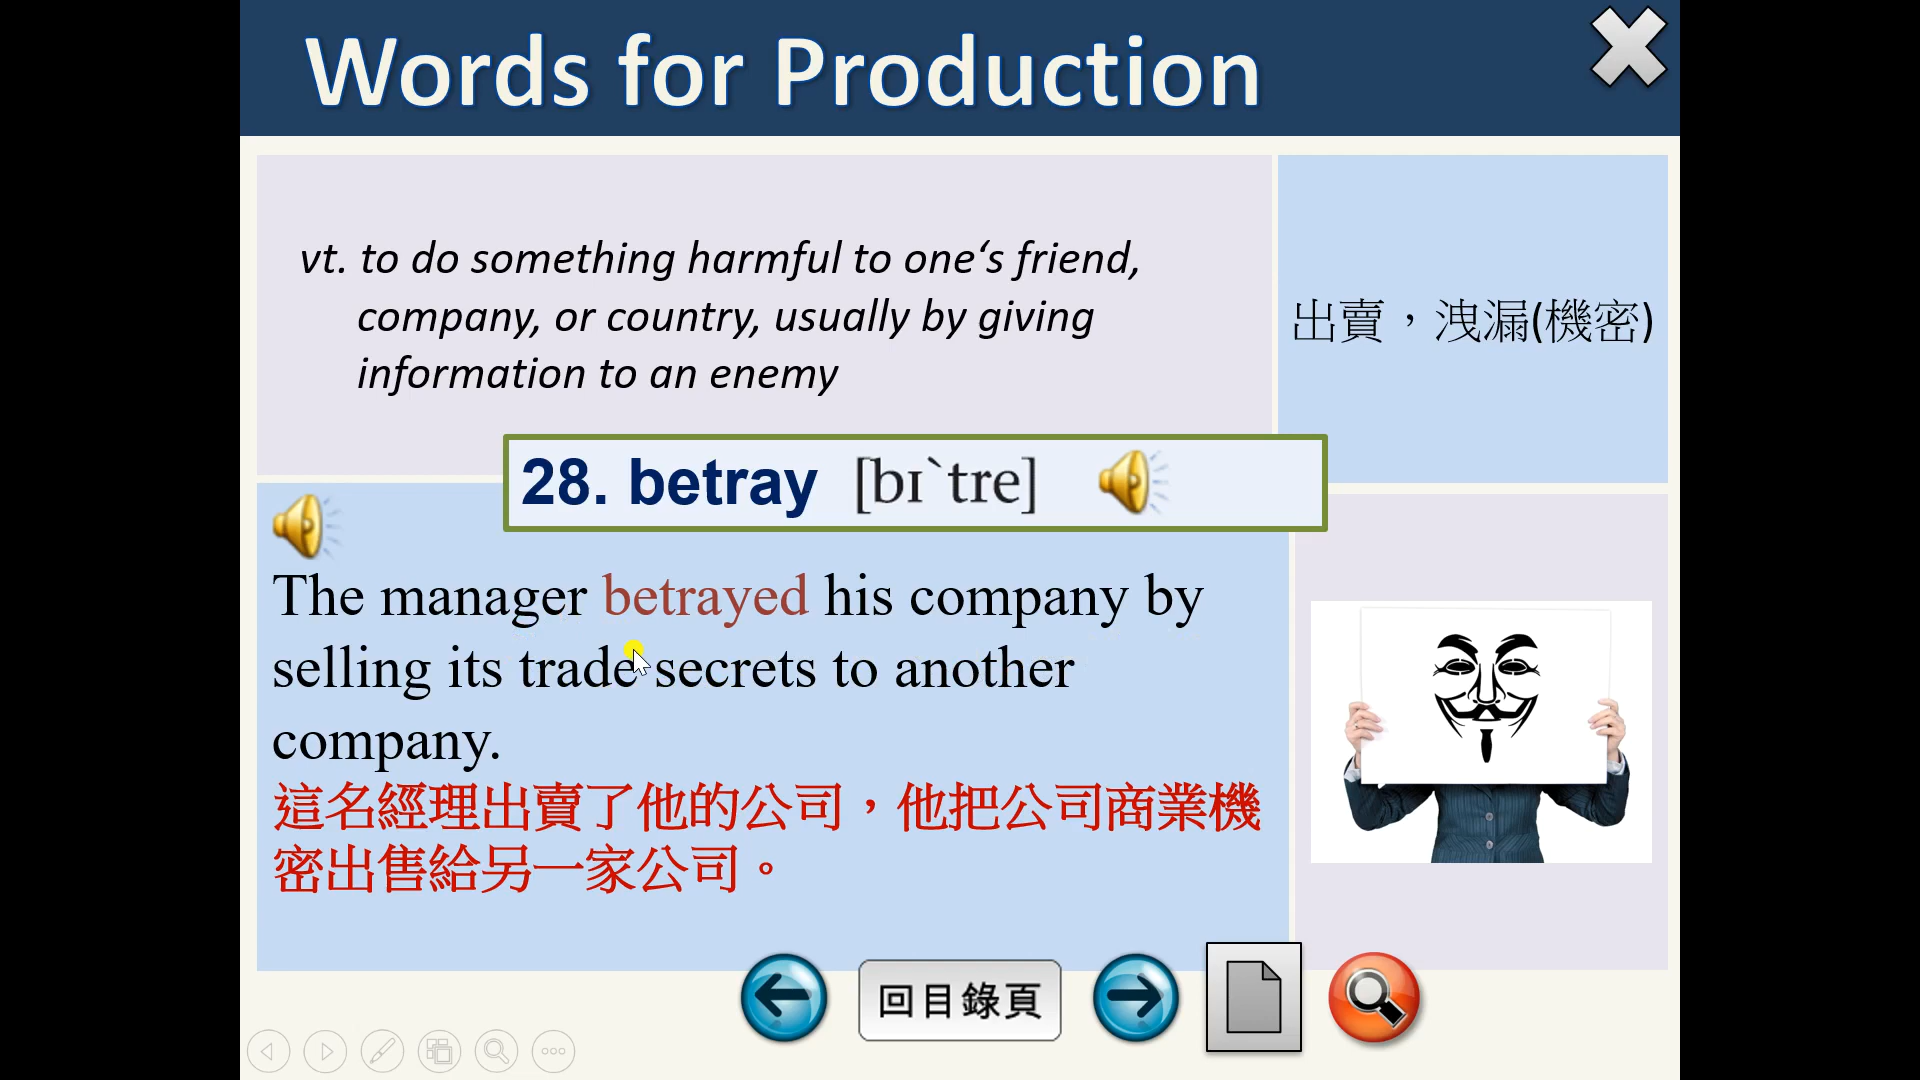 Words for Production
vt. to do something harmful to one‘s friend,
company, or country, usually by giving
information to an enemy
出賣，洩漏(機密)
28. betray [bɪˋtre]
The manager betrayed his company by
selling its trade secrets to another
company.
這名經理出賣了他的公司，他把公司商業機
密出售給另一家公司。
回目錄頁